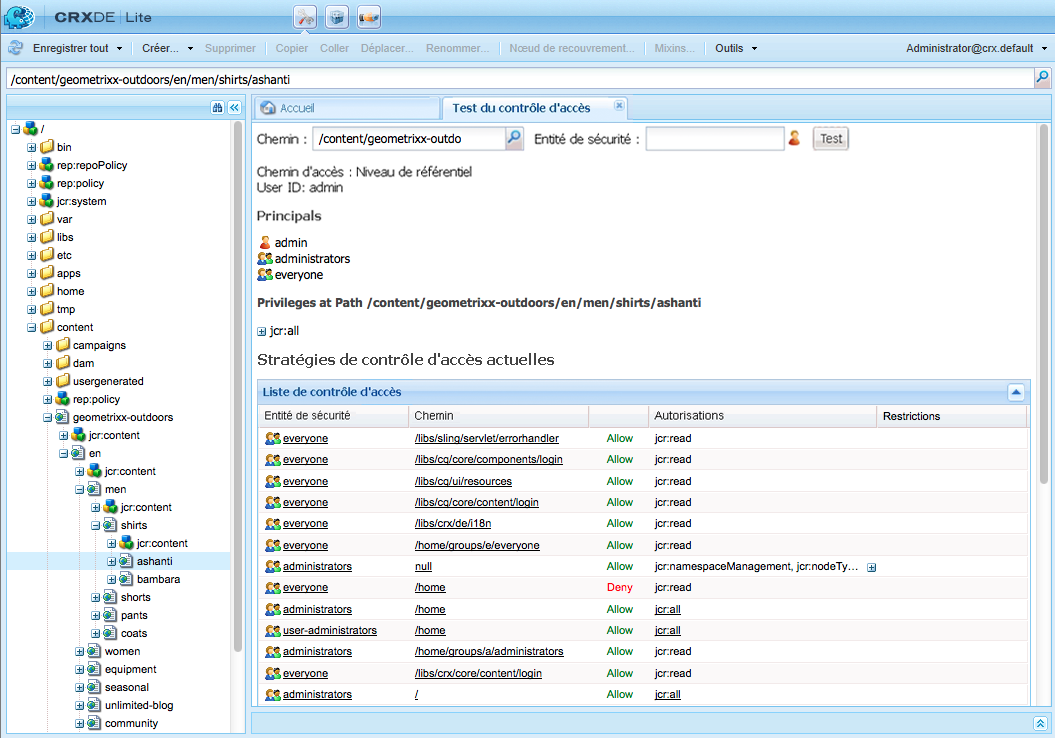 CRXDE | Lite
Enregistrer tout Créer... Supprimer Copier Coller Déplacer... Renommer... Nœud de recouvrement... Mixins... Outils Administrator@crx.default
/content/geometrixx-outdoors/en/men/shirts/ashanti
/
bin
rep:repoPolicy
rep:policy
jcr:system
var
libs
etc
apps
home
tmp
content
campaigns
dam
usergenerated
rep:policy
geometrixx-outdoors
jcr:content
en
jcr:content
men
jcr:content
shirts
jcr:content
ashanti
bambara
shorts
pants
coats
women
equipment
seasonal
unlimited-blog
community
Accueil Test du contrôle d'accès
Chemin : /content/geometrixx-outdo Entité de sécurité : Test
Chemin d'accès : Niveau de référentiel
User ID: admin
Principals
admin
administrators
everyone
Privileges at Path /content/geometrixx-outdoors/en/men/shirts/ashanti
jcr:all
Stratégies de contrôle d'accès actuelles
Liste de contrôle d'accès
Entité de sécurité Chemin Autorisations Restrictions
everyone /libs/sling/servlet/errorhandler Allow jcr:read
everyone /libs/cq/core/components/login Allow jcr:read
everyone /libs/cq/ui/resources Allow jcr:read
everyone /libs/cq/core/content/login Allow jcr:read
everyone /libs/crx/de/i18n Allow jcr:read
everyone /home/groups/e/everyone Allow jcr:read
administrators null Allow jcr:namespaceManagement, jcr:nodeTy...
everyone /home Deny jcr:read
administrators /home Allow jcr:all
user-administrators /home Allow jcr:all
administrators /home/groups/a/administrators Allow jcr:read
everyone /libs/crx/core/content/login Allow jcr:read
administrators / Allow jcr:all